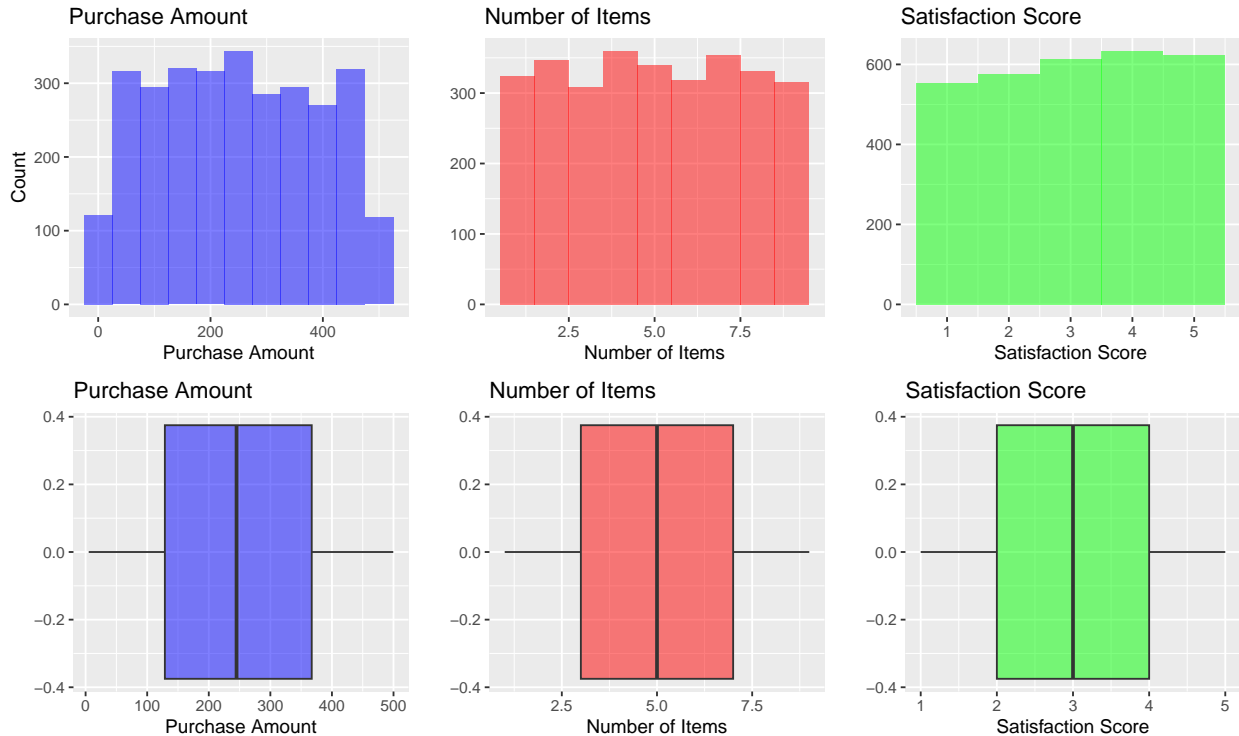 Purchase Amount
Number of Items
Satisfaction Score
Count
300
200
100
0
300
200
100
0
600
400
200
0
0 200 400
2.5 5.0 7.5
1 2 3 4 5
Purchase Amount
Number of Items
Satisfaction Score
Purchase Amount
Number of Items
Satisfaction Score
0.4
0.2
0.0
−0.2
−0.4
0.4
0.2
0.0
−0.2
−0.4
0.4
0.2
0.0
−0.2
−0.4
0 100 200 300 400 500
2.5 5.0 7.5
1 2 3 4 5
Purchase Amount
Number of Items
Satisfaction Score